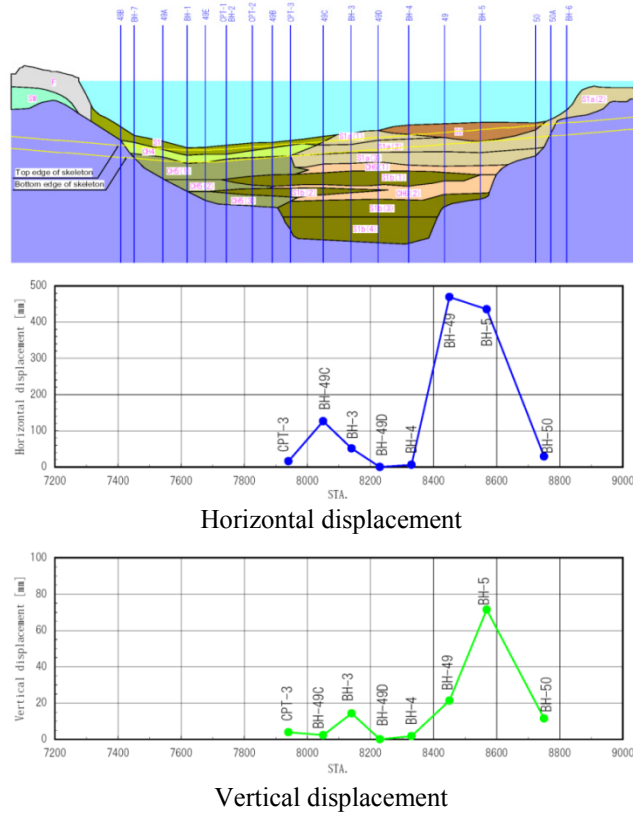 49B BH-7 49A BH-1 49E CPT-1 BH-2 CPT-2 49B CPT-3 49C BH-3 49D BH-4 49 BH-5 50 50A BH-6
F
Top edge of skeleton
Bottom edge of skeleton
500
400
300
200
100
0
Horizontal displacement [mm]
CPT-3
BH-49C
BH-3
BH-49D
BH-4
BH-49
BH-5
BH-50
7200 7400 7600 7800 8000 8200 8400 8600 8800 9000
STA.
Horizontal displacement
100
80
60
40
20
0
Vertical displacement [mm]
CPT-3
BH-49C
BH-3
BH-49D
BH-4
BH-49
BH-5
BH-50
7200 7400 7600 7800 8000 8200 8400 8600 8800 9000
STA.
Vertical displacement